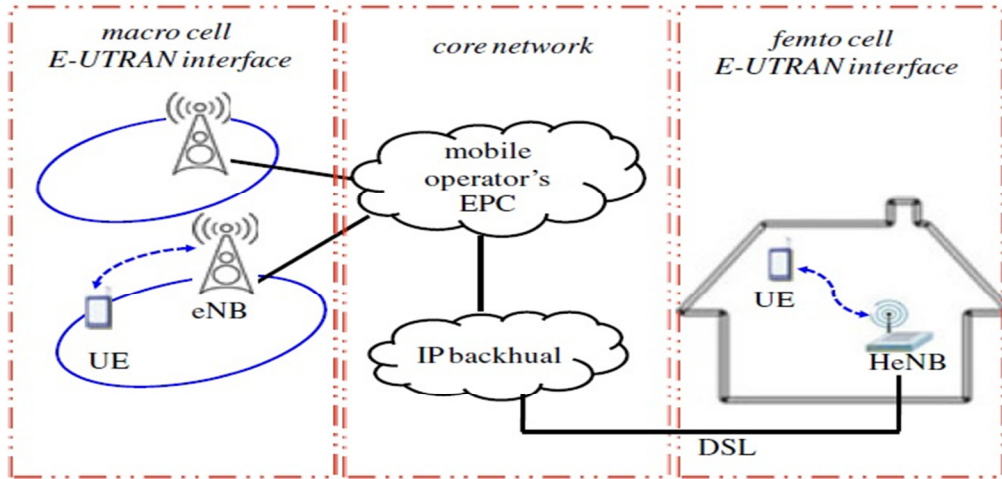 macro cell
E-UTRAN interface
eNB
UE
core network
mobile
operator's
EPC
IP backhual
femto cell
E-UTRAN interface
UE
HeNB
DSL